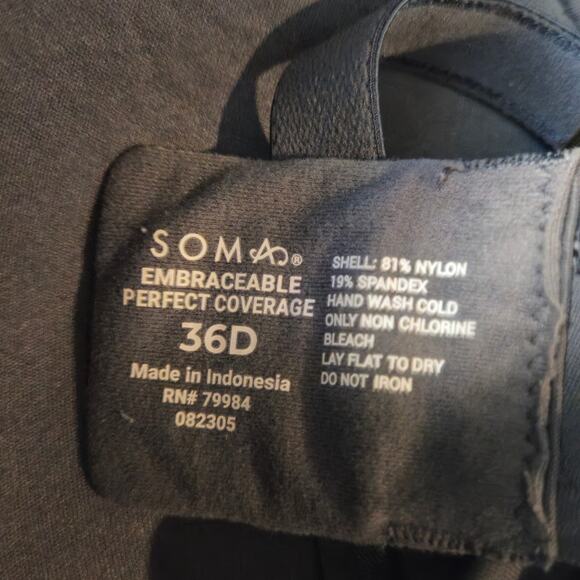 SOMA®
EMBRACEABLE
PERFECT COVERAGE
36D
Made in Indonesia
RN# 79984
082305
SHELL: 81% NYLON
19% SPANDEX
HAND WASH COLD
ONLY NON CHLORINE
BLEACH
LAY FLAT TO DRY
DO NOT IRON